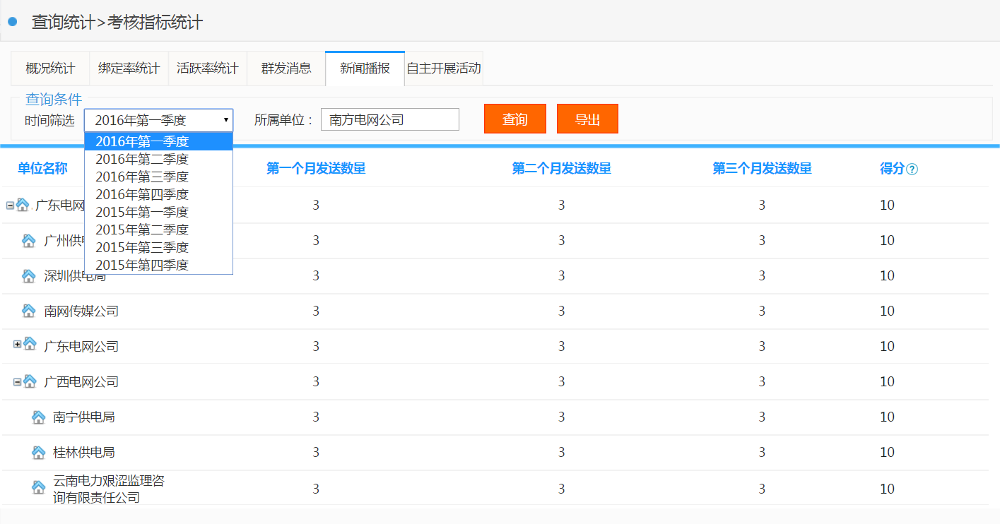 查询统计>考核指标统计
概况统计 绑定率统计 活跃率统计 群发消息 新闻播报 自主开展活动
查询条件
时间筛选 2016年第一季度 所属单位: 南方电网公司 查询 导出
2016年第一季度
2016年第二季度
2016年第三季度
2016年第四季度
2015年第一季度
2015年第二季度
2015年第三季度
2015年第四季度
单位名称 第一个月发送数量 第二个月发送数量 第三个月发送数量 得分?
广东电网 3 3 3 10
广州供 3 3 3 10
深圳供电局 3 3 3 10
南网传媒公司 3 3 3 10
广东电网公司 3 3 3 10
广西电网公司 3 3 3 10
南宁供电局 3 3 3 10
桂林供电局 3 3 3 10
云南电力艰涩监理咨
询有限责任公司 3 3 3 10